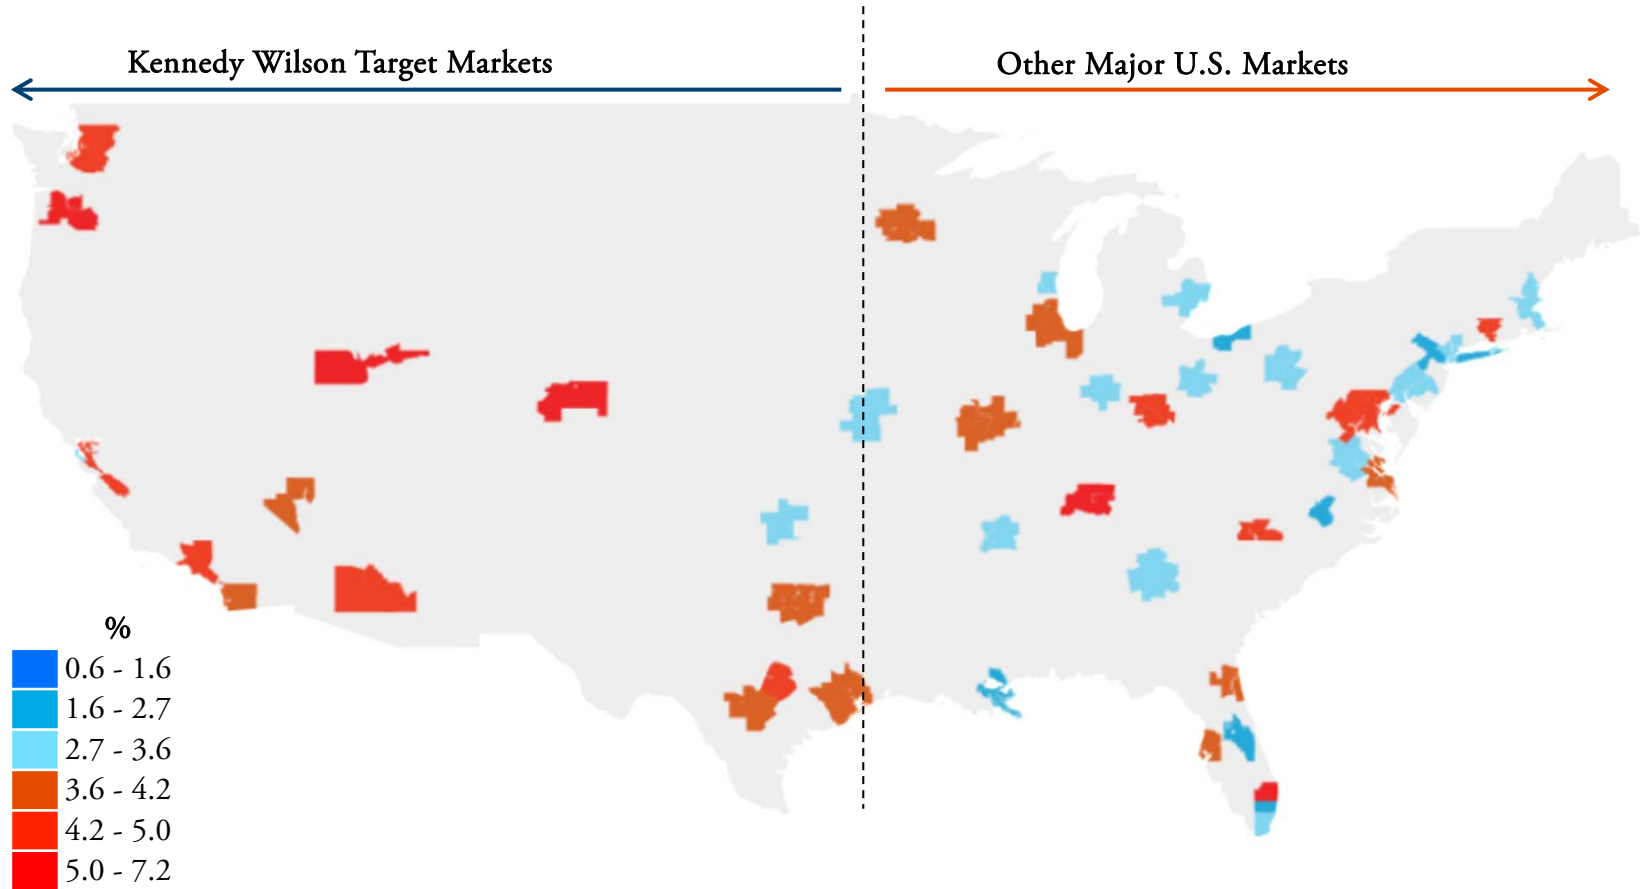 Kennedy Wilson Target Markets
Other Major U.S. Markets
%
0.6 - 1.6
1.6 - 2.7
2.7 - 3.6
3.6 - 4.2
4.2 - 5.0
5.0 - 7.2